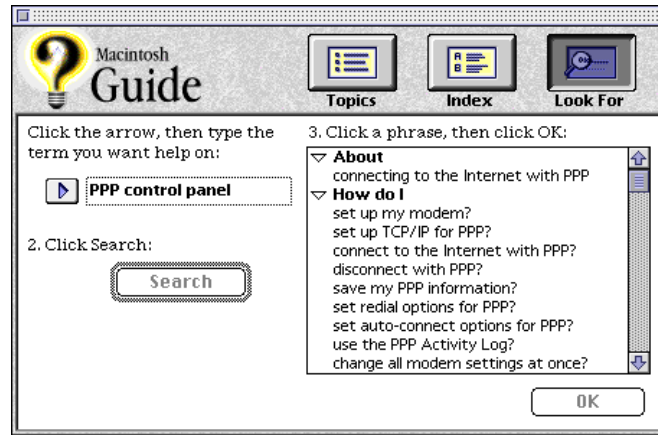 Macintosh
Guide
Topics
Index
Look For
Click the arrow, then type the
term you want help on:
PPP control panel
2. Click Search:
Search
3. Click a phrase, then click OK:
About
connecting to the Internet with PPP
How do I
set up my modem?
set up TCP/IP for PPP?
connect to the Internet with PPP?
disconnect with PPP?
save my PPP information?
set redial options for PPP?
set auto-connect options for PPP?
use the PPP Activity Log?
change all modem settings at once?
OK